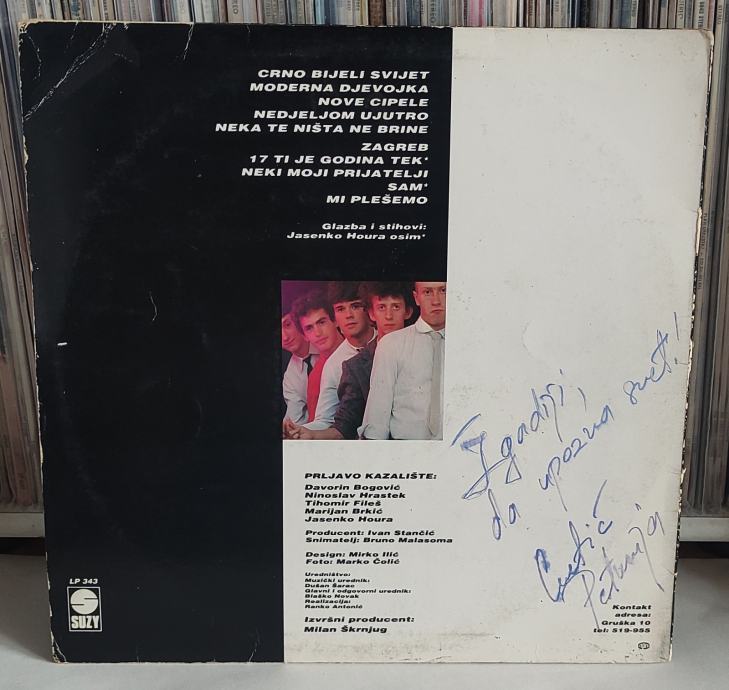 CRNO BIJELI SVIJET
MODERNA DJEVOJKA
NOVE CIPELE
NEDJELJOM UJUTRO
NEKA TE NIŠTA NE BRINE
ZAGREB
17 TI JE GODINA TEK*
NEKI MOJI PRIJATELJI
SAM*
MI PLEŠEMO
Glazba i stihovi:
Jasenko Houra osim*
PRLJAVO KAZALIŠTE:
Davorin Bogović
Ninoslav Hrastek
Tihomir Fileš
Marijan Brkić
Jasenko Houra
Producent: Ivan Stančić
Snimatelj: Bruno Malasoma
Design: Mirko Ilić
Foto: Marko Čolić
Uredništvo:
Muzički urednik:
Dušan Šarac
Glavni i odgovorni urednik:
Blaško Novak
Realizacija:
Ranko Antonić
Izvršni producent:
Milan Škrnjug
da upozna svet!
Cvetić
Petunija
Kontakt
adresa:
Gruška 10
tel: 519-955
LP 343
SUZY